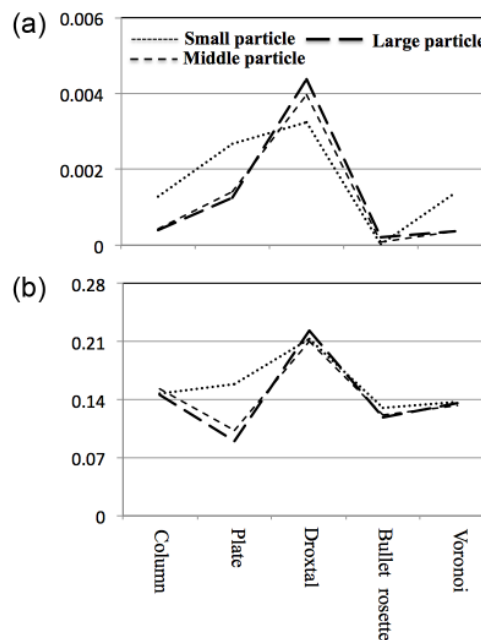 (a)
0.006
Small particle Large particle
Middle particle
0.004
0.002
0
(b)
0.28
0.21
0.14
0.07
0
Column
Plate
Droxtal
Bullet rosette
Voronoi